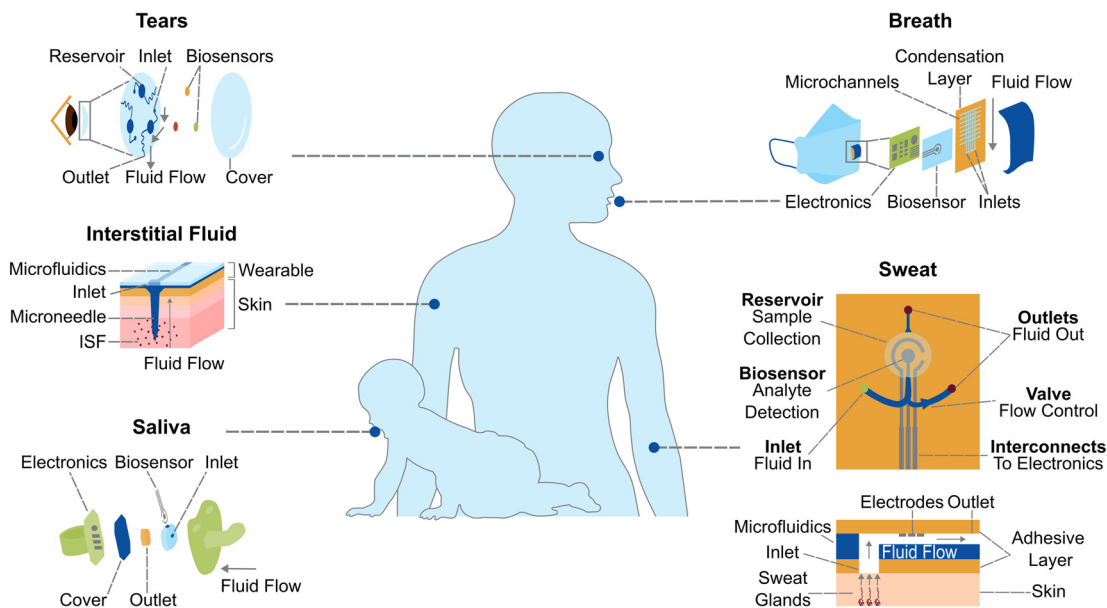 Tears
Reservoir Inlet Biosensors
Outlet Fluid Flow Cover
Breath
Condensation
Layer
Microchannels
Fluid Flow
Electronics Biosensor Inlets
Interstitial Fluid
Microfluidics
Wearable
Inlet
Skin
Microneedle
ISF
Fluid Flow
Saliva
Electronics Biosensor Inlet
Fluid Flow
Cover Outlet
Sweat
Reservoir
Sample
Collection
Outlets
Fluid Out
Biosensor
Analyte
Detection
Valve
Flow Control
Inlet
Fluid In
Interconnects
To Electronics
Electrodes Outlet
Microfluidics
Adhesive
Layer
Inlet
Fluid Flow
Sweat
Glands
Skin